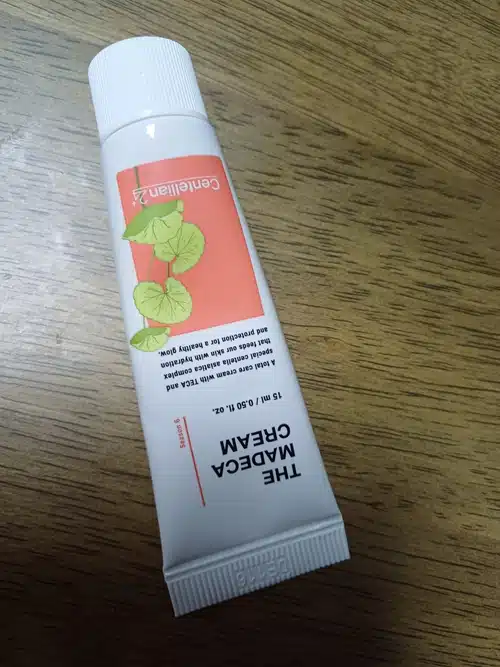 THE
MADECA
CREAM
Season 6
15 ml / 0.50 fl. oz.
A total care cream with TECA and
special centella asiatica complex
that feeds our skin with hydration
and protection for a healthy glow.
Centellian24